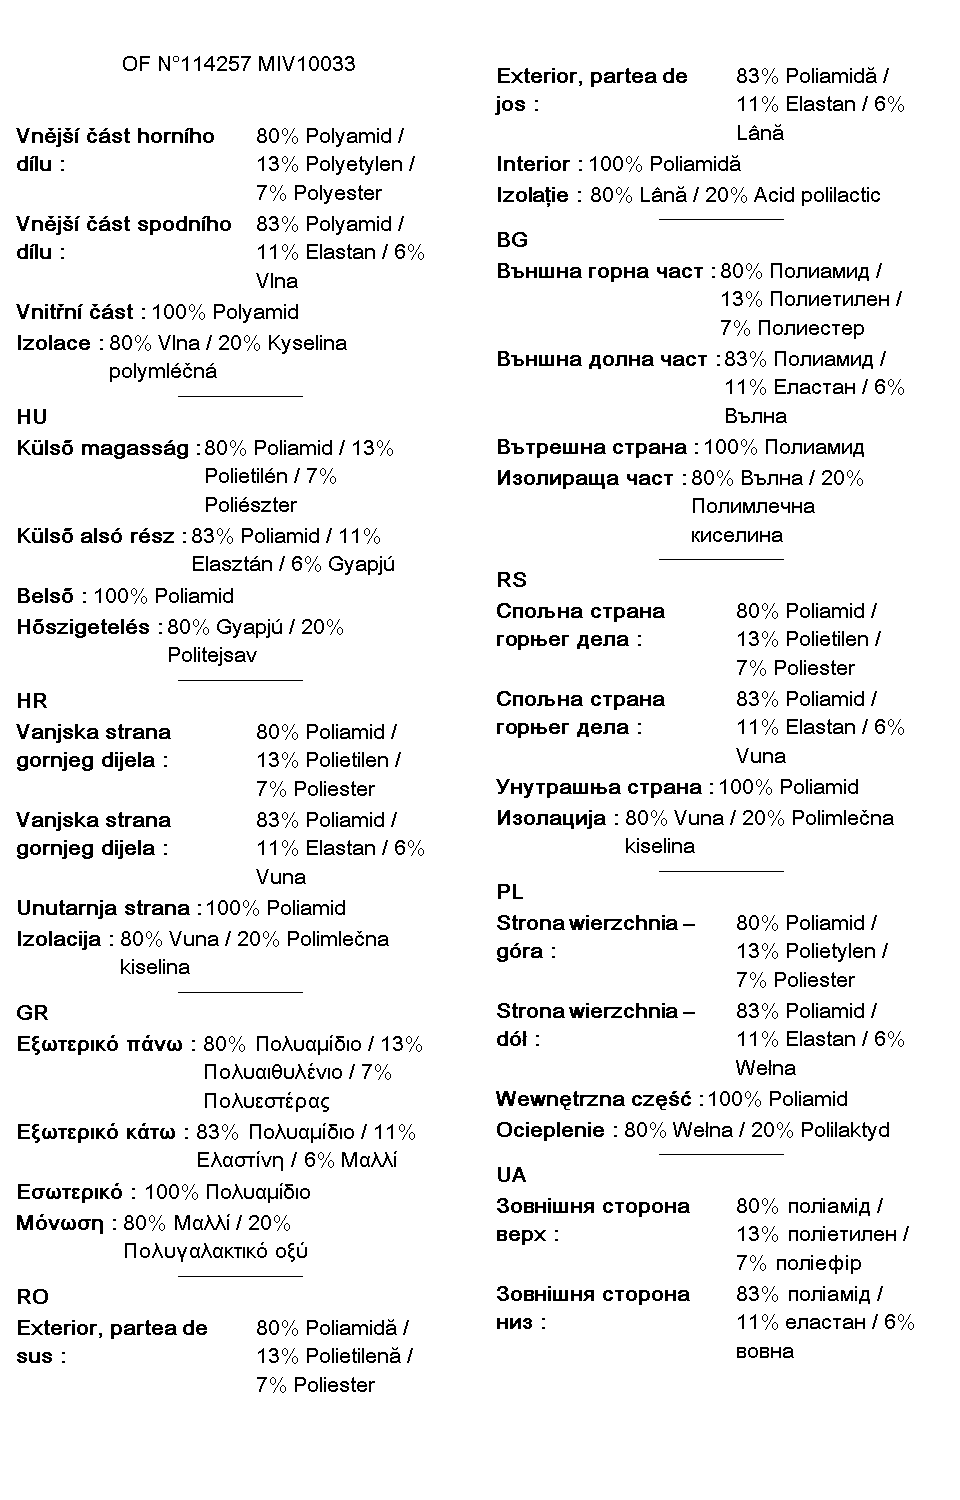 OF N°114257 MIV10033
Vnější část horního dílu : 80% Polyamid /
13% Polyetylen /
7% Polyester
Vnější část spodního dílu : 83% Polyamid /
11% Elastan / 6%
Vlna
Vnitřní část : 100% Polyamid
Izolace : 80% Vlna / 20% Kyselina
polymléčná
HU
Külső magasság : 80% Poliamid / 13%
Polietilén / 7%
Poliészter
Külső alsó rész : 83% Poliamid / 11%
Elasztán / 6% Gyapjú
Belső : 100% Poliamid
Hőszigetelés : 80% Gyapjú / 20%
Politejsav
HR
Vanjska strana gornjeg dijela : 80% Poliamid /
13% Polietilen /
7% Poliester
Vanjska strana gornjeg dijela : 83% Poliamid /
11% Elastan / 6%
Vuna
Unutarnja strana : 100% Poliamid
Izolacija : 80% Vuna / 20% Polimlečna
kiselina
GR
Εξωτερικό πάνω : 80% Πολυαμίδιο / 13%
Πολυαιθυλένιο / 7%
Πολυεστέρας
Εξωτερικό κάτω : 83% Πολυαμίδιο / 11%
Ελαστίνη / 6% Μαλλί
Εσωτερικό : 100% Πολυαμίδιο
Μόνωση : 80% Μαλλί / 20%
Πολυγαλακτικό οξύ
RO
Exterior, partea de sus : 80% Poliamidă /
13% Polietilenă /
7% Poliester
Exterior, partea de jos : 83% Poliamidă /
11% Elastan / 6%
Lână
Interior : 100% Poliamidă
Izolație : 80% Lână / 20% Acid polilactic
BG
Външна горна част : 80% Полиамид /
13% Полиетилен /
7% Полиестер
Външна долна част : 83% Полиамид /
11% Еластан / 6%
Вълна
Вътрешна страна : 100% Полиамид
Изолираща част : 80% Вълна / 20%
Полимлечна
киселина
RS
Спољна страна горњег дела : 80% Poliamid /
13% Polietilen /
7% Poliester
Спољна страна горњег дела : 83% Poliamid /
11% Elastan / 6%
Vuna
Унутрашња страна : 100% Poliamid
Изолација : 80% Vuna / 20% Polimlečna
kiselina
PL
Strona wierzchnia – góra : 80% Poliamid /
13% Polietylen /
7% Poliester
Strona wierzchnia – dół : 83% Poliamid /
11% Elastan / 6%
Wełna
Wewnętrzna część : 100% Poliamid
Ocieplenie : 80% Wełna / 20% Polilaktyd
UA
Зовнішня сторона верх : 80% поліамід /
13% поліетилен /
7% поліефір
Зовнішня сторона низ : 83% поліамід /
11% еластан / 6%
вовна